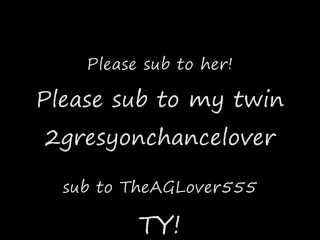 Please sub to her!
Please sub to my twin
2gresyonchancelover
sub to TheAGLover555
TY!